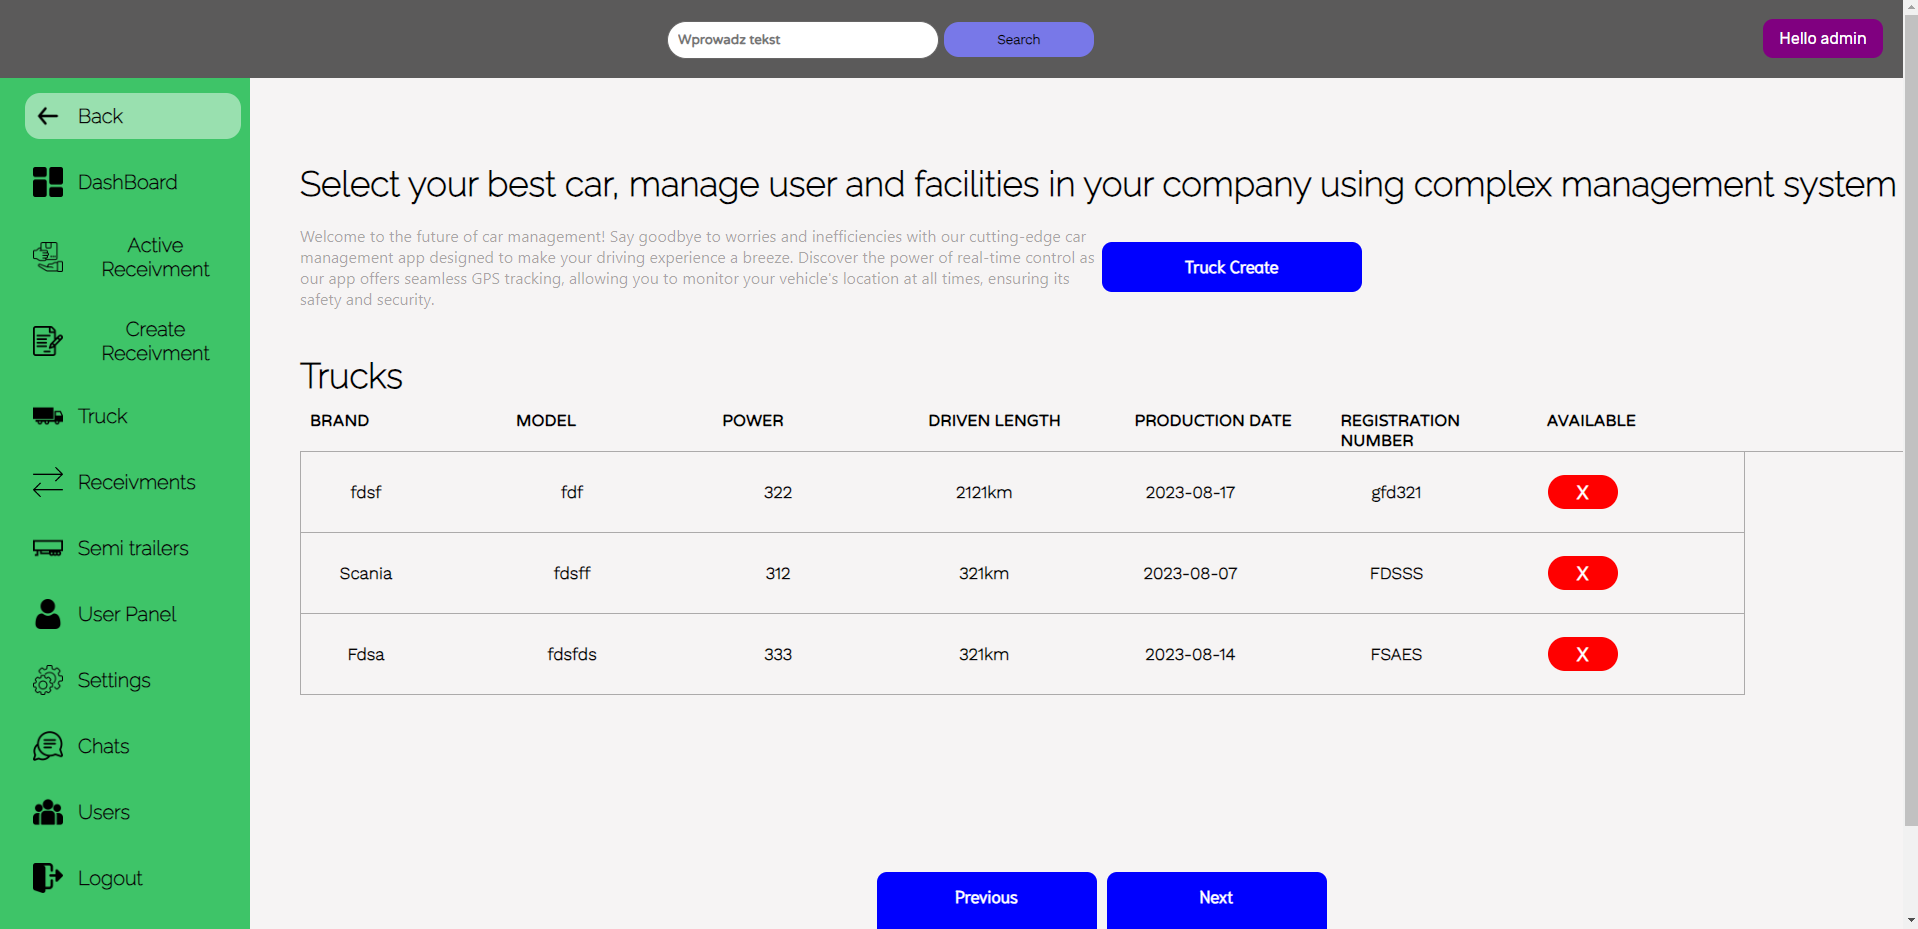 Wprowadz tekst
Search
Hello admin
Back
DashBoard
Active
Receivment
Create
Receivment
Truck
Receivments
Semi trailers
User Panel
Settings
Chats
Users
Logout
Select your best car, manage user and facilities in your company using complex management system
Welcome to the future of car management! Say goodbye to worries and inefficiencies with our cutting-edge car
management app designed to make your driving experience a breeze. Discover the power of real-time control as
our app offers seamless GPS tracking, allowing you to monitor your vehicle's location at all times, ensuring its
safety and security.
Truck Create
Trucks
BRAND MODEL POWER DRIVEN LENGTH PRODUCTION DATE REGISTRATION NUMBER AVAILABLE
fdsf fdf 322 2121km 2023-08-17 gfd321 X
Scania fdsff 312 321km 2023-08-07 FDSSS X
Fdsa fdsfds 333 321km 2023-08-14 FSAES X
Previous
Next